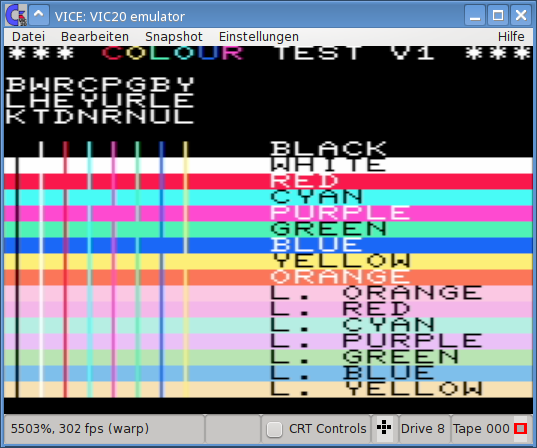 VICE: VIC20 emulator
Datei Bearbeiten Snapshot Einstellungen Hilfe
*** COLOUR TEST V1 ***
BWRCPGBY
LHEYURLE
KTDNRNUL
BLACK
WHITE
RED
CYAN
PURPLE
GREEN
BLUE
YELLOW
ORANGE
L. ORANGE
L. RED
L. CYAN
L. PURPLE
L. GREEN
L. BLUE
L. YELLOW
5503%, 302 fps (warp) CRT Controls Drive 8 Tape 000